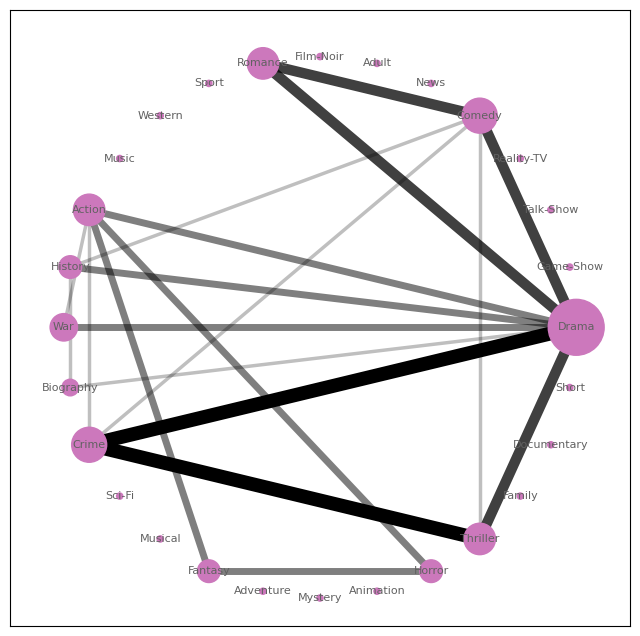 Film-Noir
Romance
Adult
Sport
News
Western
Comedy
Music
Reality-TV
Action
Talk-Show
History
Game-Show
War
Drama
Biography
Short
Crime
Documentary
Sci-Fi
Family
Musical
Thriller
Fantasy
Horror
Adventure
Animation
Mystery